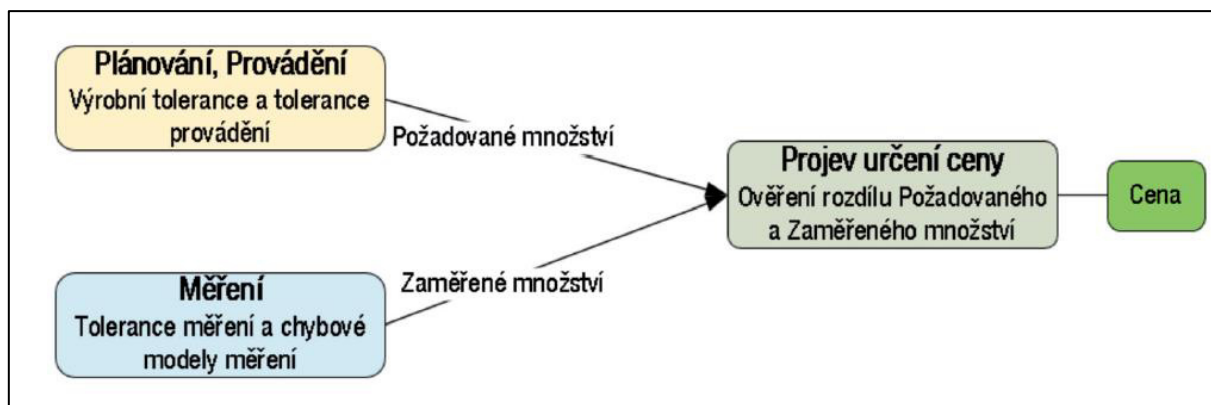 Plánování, Provádění
Výrobní tolerance a tolerance
provádění
Požadované množství
Měření
Tolerance měření a chybové
modely měření
Zaměřené množství
Projev určení ceny
Ověření rozdílu Požadovaného
a Zaměřeného množství
Cena